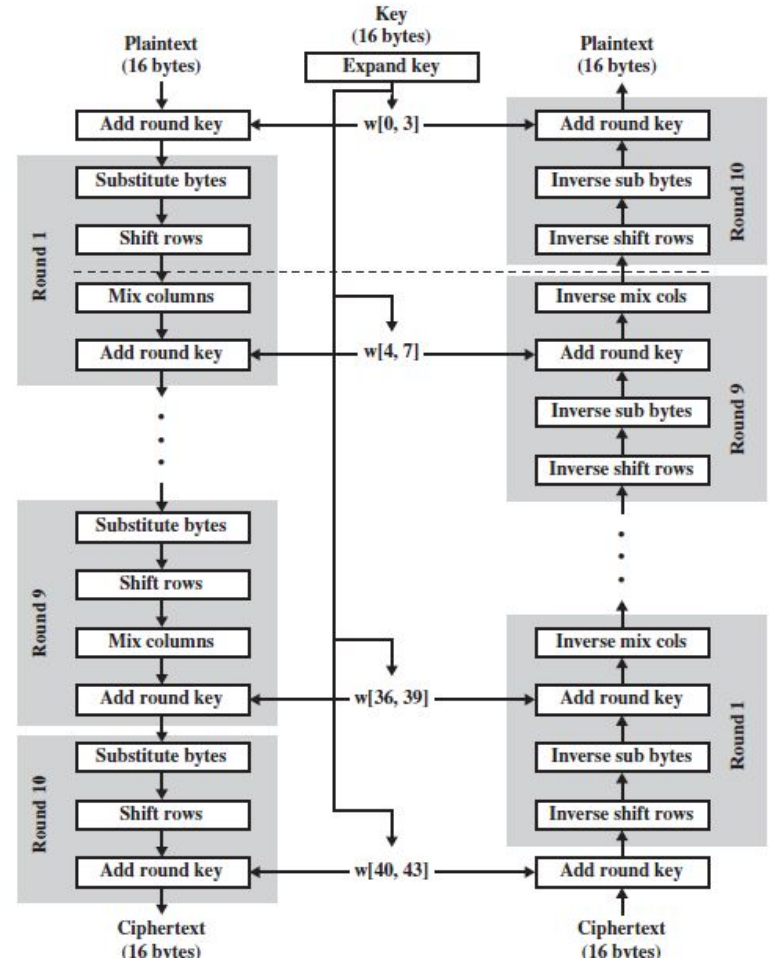 Key
(16 bytes)
Expand key
Plaintext
(16 bytes)
Add round key
Round 1
Substitute bytes
Shift rows
Mix columns
Add round key
Round 9
Substitute bytes
Shift rows
Mix columns
Add round key
Round 10
Substitute bytes
Shift rows
Add round key
Ciphertext
(16 bytes)
w[0, 3]
w[4, 7]
w[36, 39]
w[40, 43]
Plaintext
(16 bytes)
Add round key
Inverse sub bytes
Inverse shift rows
Round 10
Inverse mix cols
Add round key
Inverse sub bytes
Inverse shift rows
Round 9
Inverse mix cols
Add round key
Inverse sub bytes
Inverse shift rows
Round 1
Add round key
Ciphertext
(16 bytes)